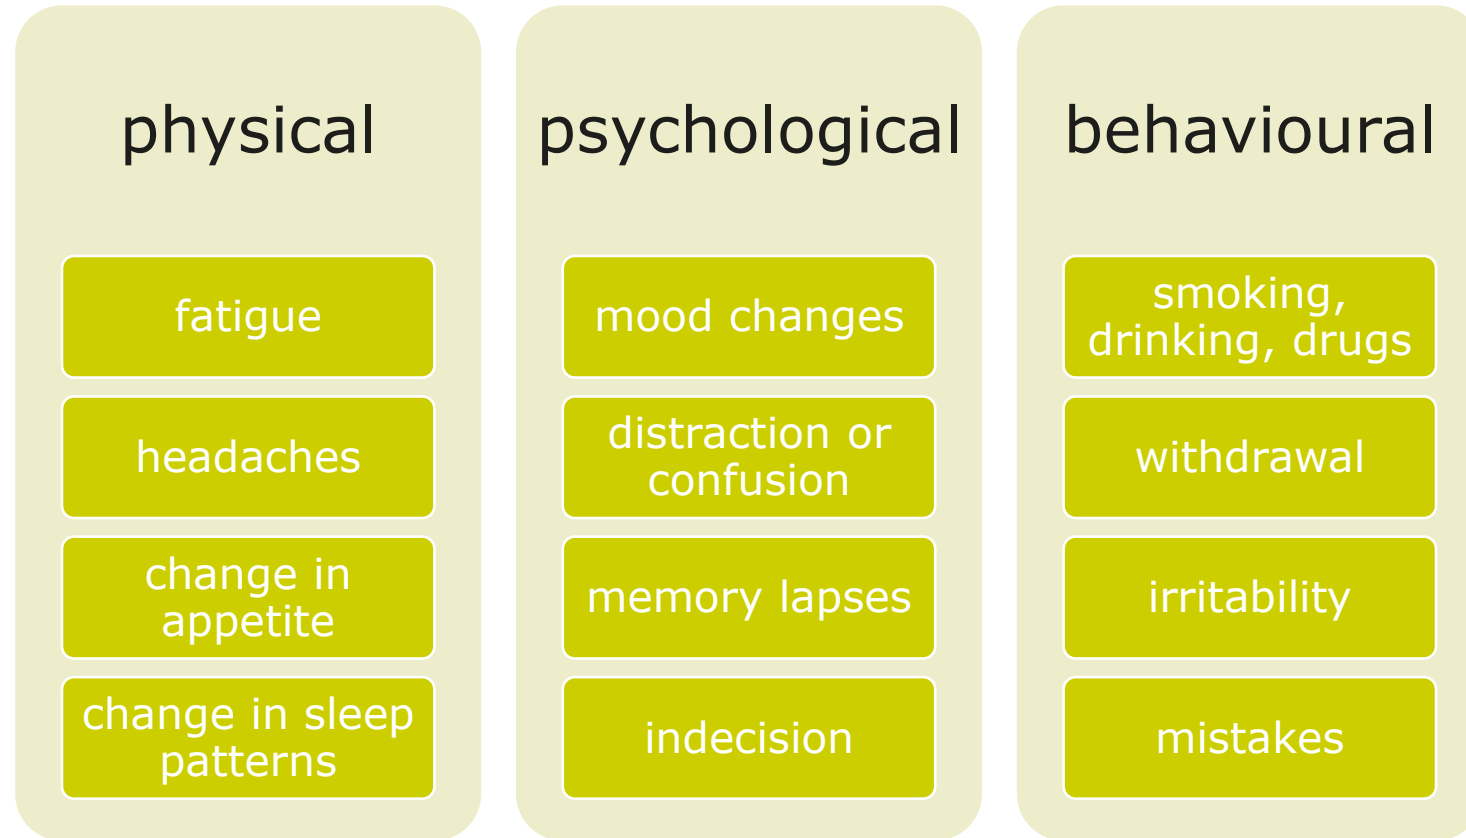 physical
fatigue
headaches
change in
appetite
change in sleep
patterns
psychological
mood changes
distraction or
confusion
memory lapses
indecision
behavioural
smoking,
drinking, drugs
withdrawal
irritability
mistakes